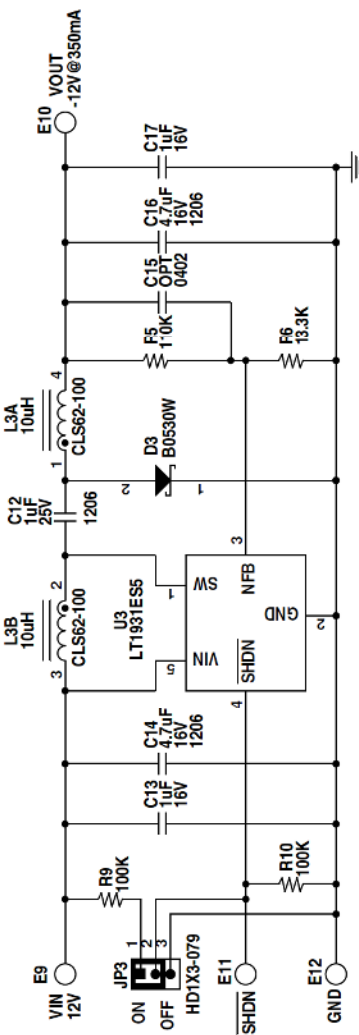 E9
VIN
12V
JP3
ON
OFF
1
2
3
HD1X3-079
E11
SHDN
E12
GND
R9
100K
R10
100K
C13
1uF
16V
C14
4.7uF
16V
1206
L3B
10uH
3
2
CLS62-100
U3
LT1931ES5
5
1
VIN
SW
SHDN
NFB
GND
4
3
2
C12
1uF
25V
1206
D3
B0530W
2
1
L3A
10uH
1
4
CLS62-100
R5
110K
R6
13.3K
C15
OPT
0402
C16
4.7uF
16V
1206
C17
1uF
16V
E10
VOUT
-12V@350mA